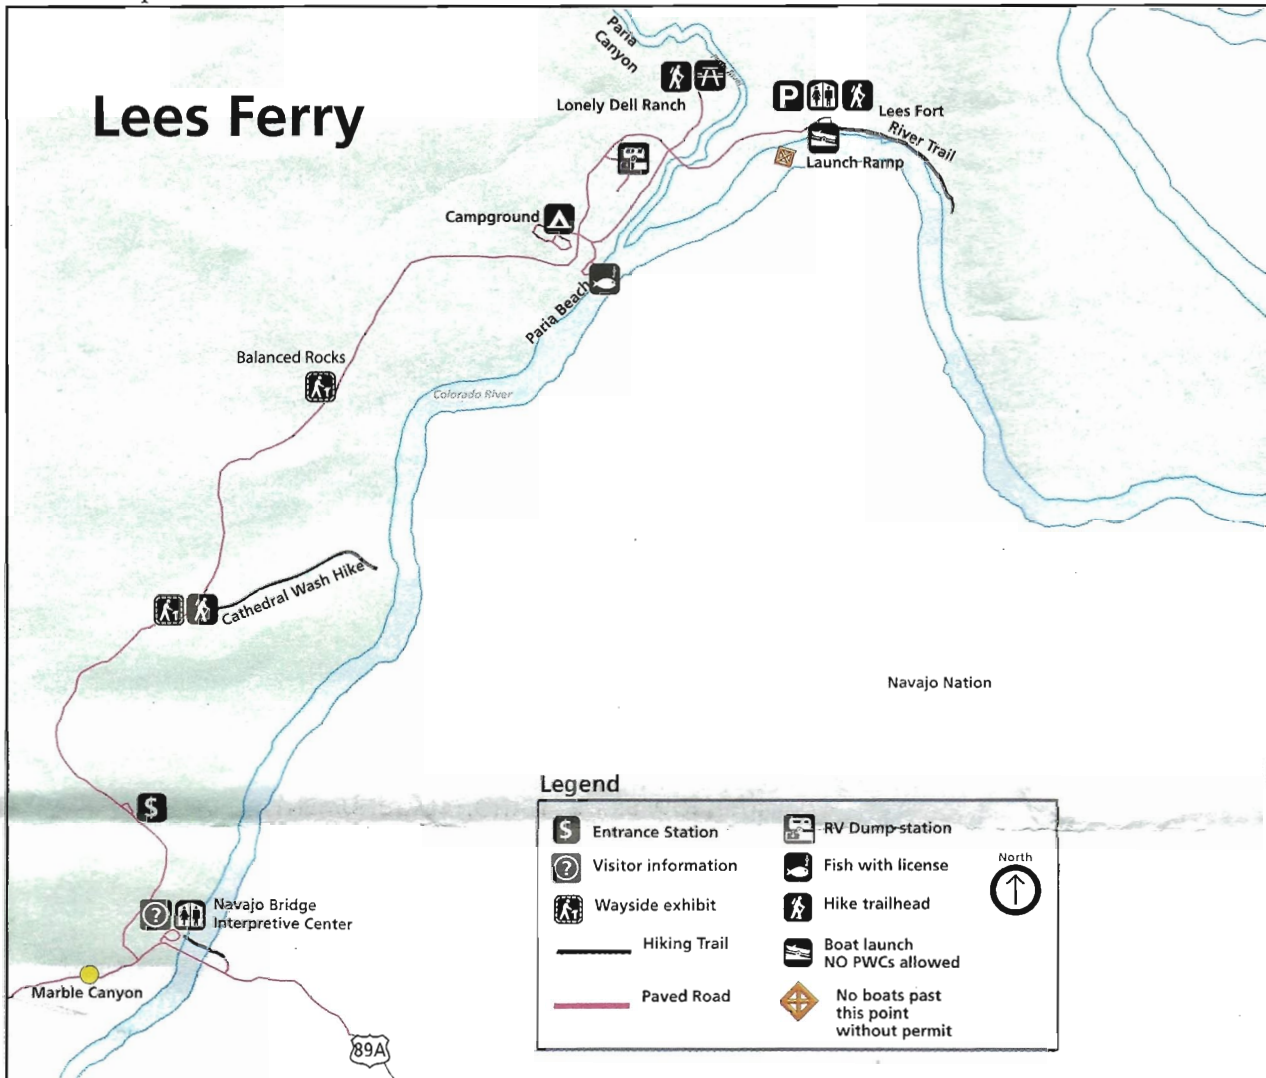 Lees Ferry
Paria
Canyon
Lonely Dell Ranch
P
Lees Fort
River Trail
Launch Ramp
Campground
Paria Beach
Balanced Rocks
Colorado River
Cathedral Wash Hike
Navajo Nation
$
?
Navajo Bridge
Interpretive Center
Marble Canyon
89A
Legend
$ Entrance Station
? Visitor information
Wayside exhibit
Hiking Trail
Paved Road
RV Dump station
Fish with license
Hike trailhead
Boat launch
NO PWCs allowed
No boats past
this point
without permit
North